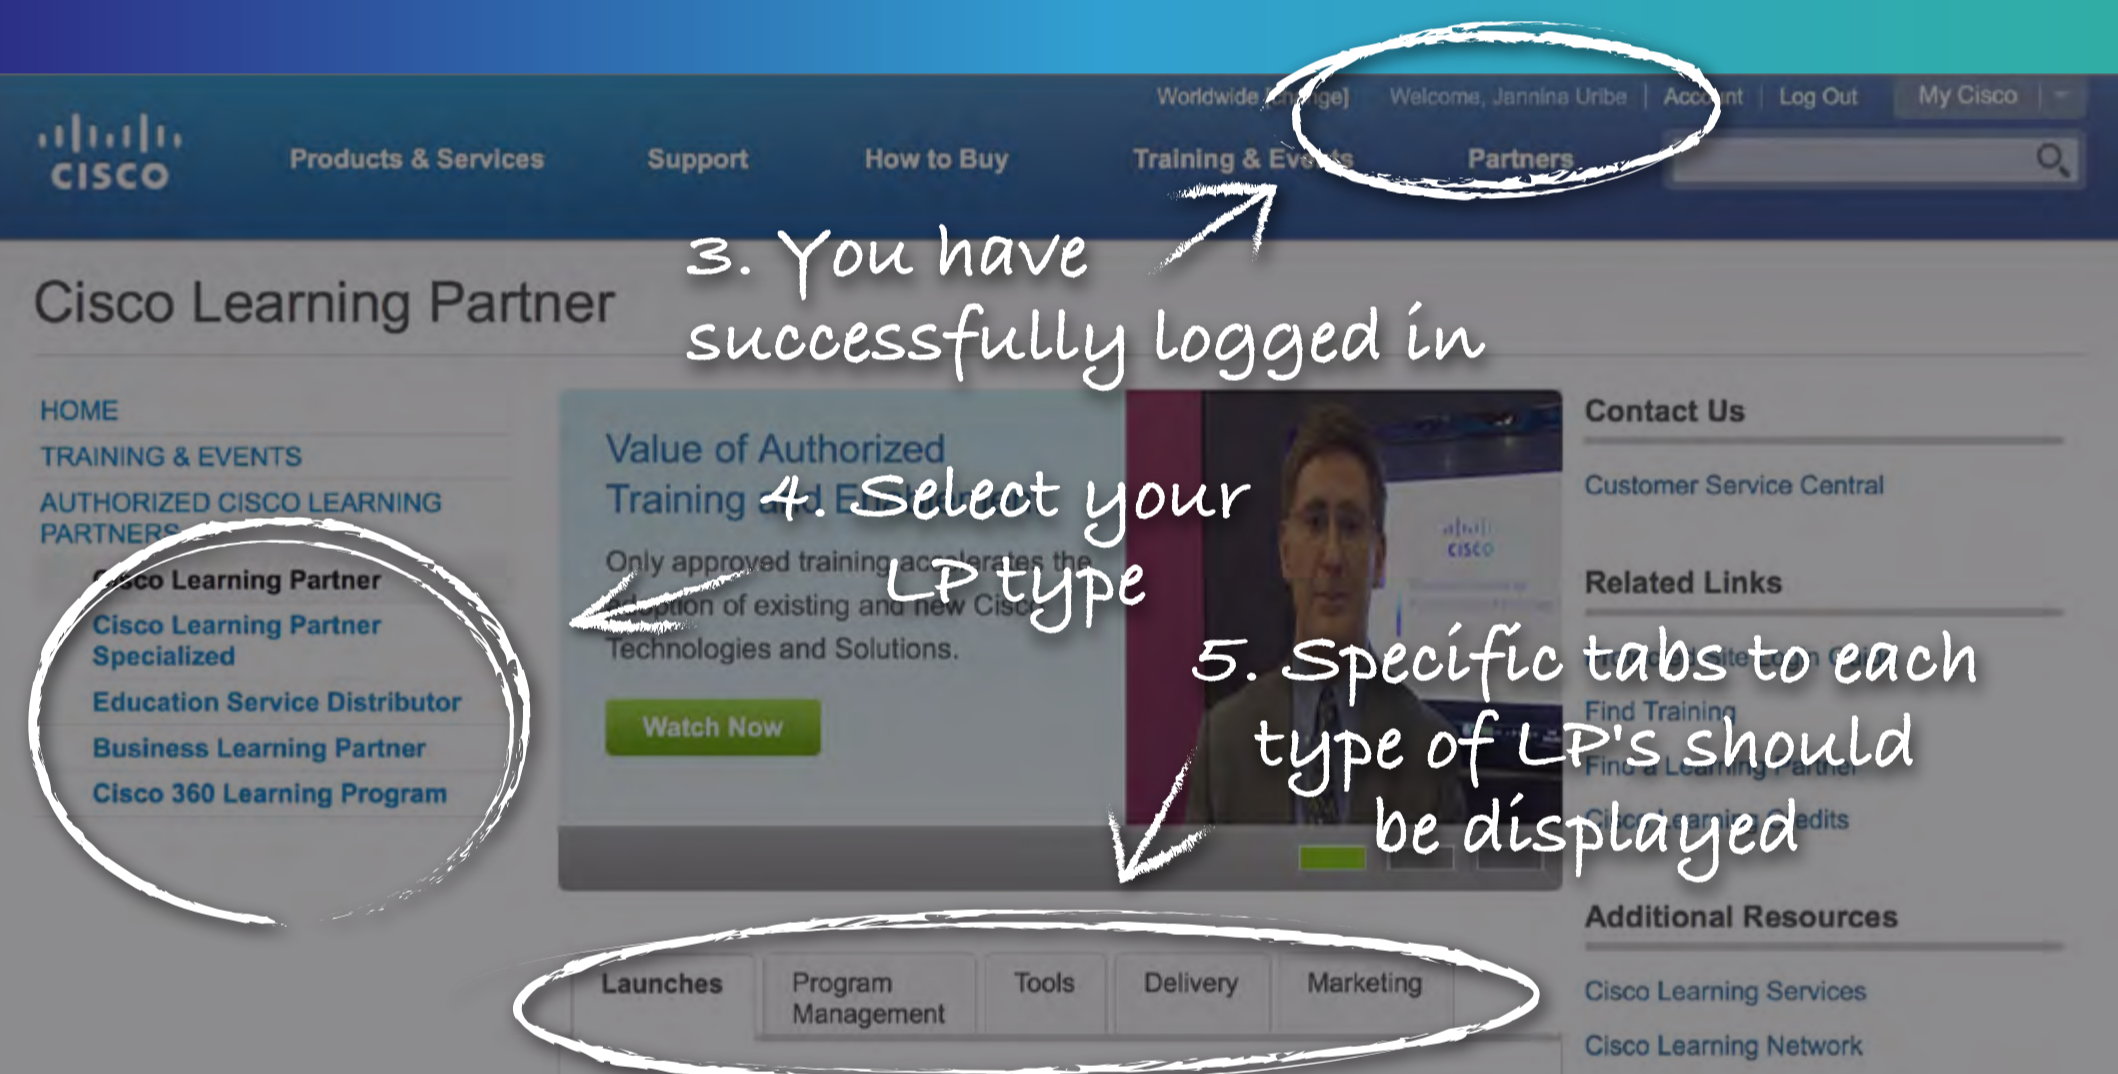 Worldwide [change] Welcome, Jannina Uribe | Account | Log Out My Cisco
CISCO
Products & Services Support How to Buy Training & Events Partners
3. You have
successfully logged in
Cisco Learning Partner
HOME
TRAINING & EVENTS
AUTHORIZED CISCO LEARNING
PARTNERS
Cisco Learning Partner
Cisco Learning Partner
Specialized
Education Service Distributor
Business Learning Partner
Cisco 360 Learning Program
Value of Authorized
Training and
4. Select your
LP type
Only approved training accelerates the
adoption of existing and new Cisco
Technologies and Solutions.
Watch Now
CISCO
5. Specific tabs to each
type of LP's should
be displayed
Contact Us
Customer Service Central
Related Links
Site Login
Find Training
Find a Learning Partner
Cisco Learning Credits
Additional Resources
Cisco Learning Services
Cisco Learning Network
Launches
Program
Management
Tools
Delivery
Marketing